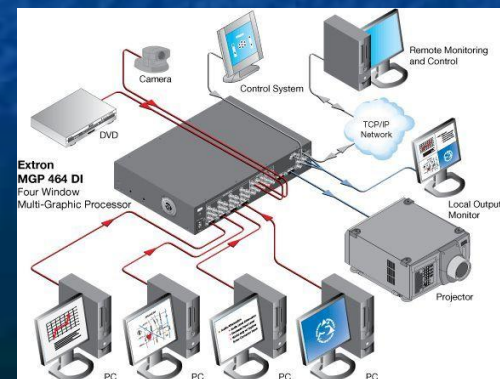 Camera
Control System
Remote Monitoring
and Control
DVD
TCP/IP
Network
Extron
MGP 464 DI
Four Window
Multi-Graphic Processor
Local Output
Monitor
Projector
PC
PC
PC
PC